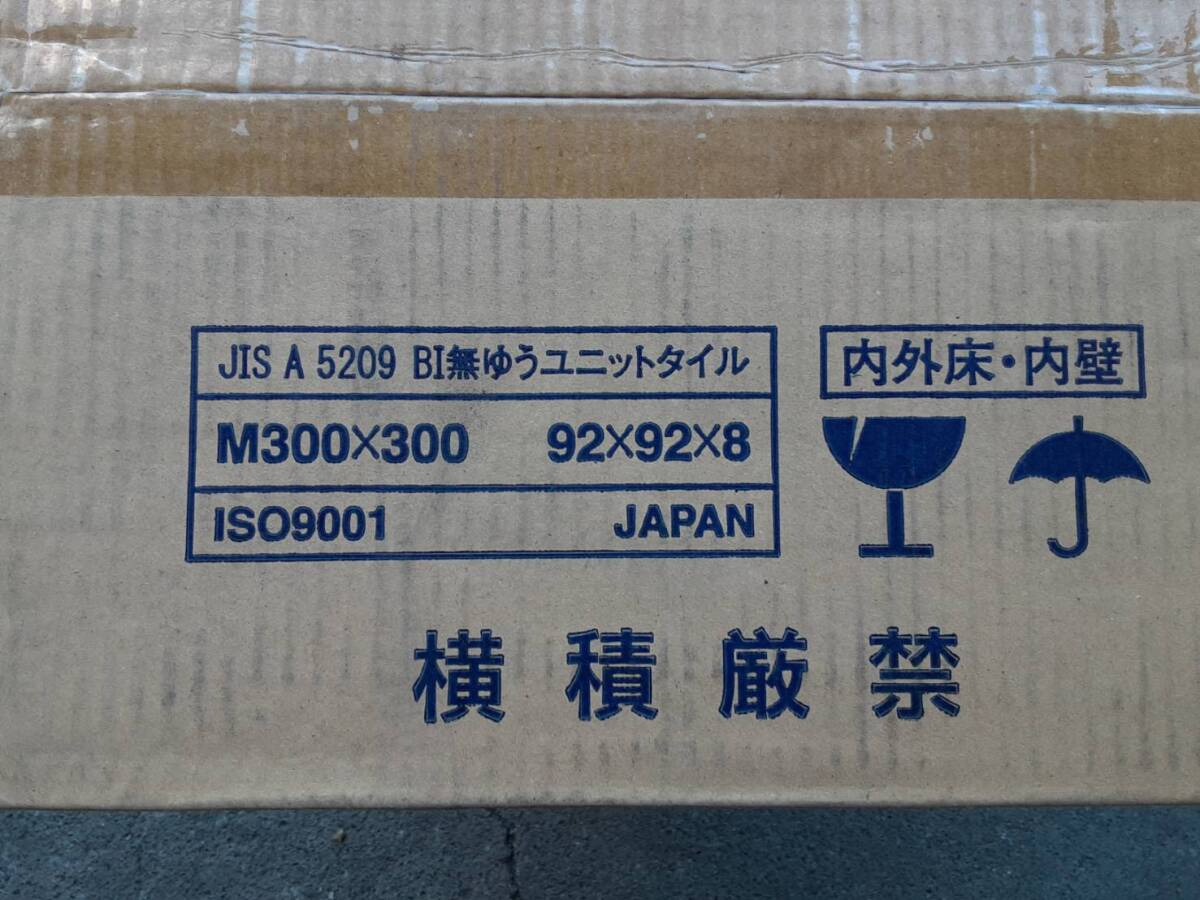 JIS A 5209 BI無ゆうユニットタイル
M300×300 92×92×8
ISO9001 JAPAN
内外床・内壁
横積厳禁